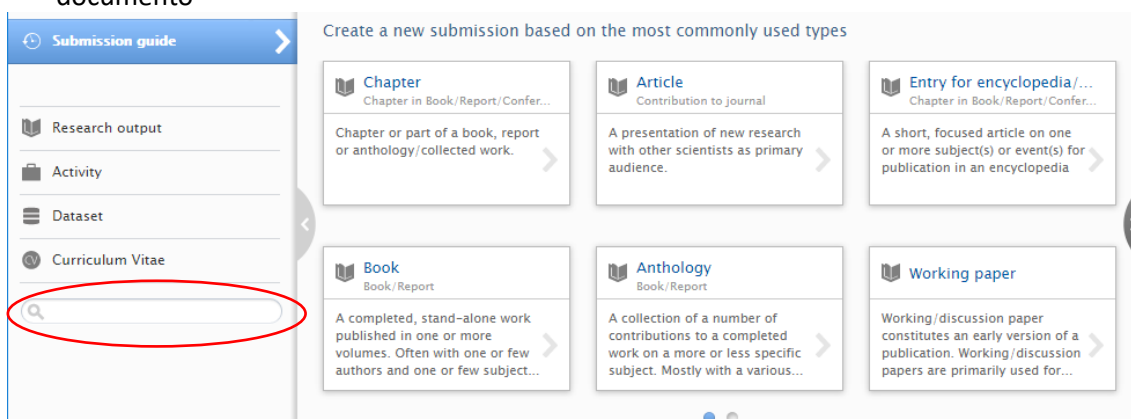 documento
Submission guide
Create a new submission based on the most commonly used types
Research output
Activity
Dataset
Curriculum Vitae
Chapter
Chapter in Book/Report/Confer...
Chapter or part of a book, report
or anthology/collected work.
Article
Contribution to journal
A presentation of new research
with other scientists as primary
audience.
Entry for encyclopedia/...
Chapter in Book/Report/Confer...
A short, focused article on one
or more subject(s) or event(s) for
publication in an encyclopedia
Book
Book/Report
A completed, stand-alone work
published in one or more
volumes. Often with one or few
authors and one or few subject...
Anthology
Book/Report
A collection of a number of
contributions to a completed
work on a more or less specific
subject. Mostly with a various...
Working paper
Working/discussion paper
constitutes an early version of a
publication. Working/discussion
papers are primarily used for...